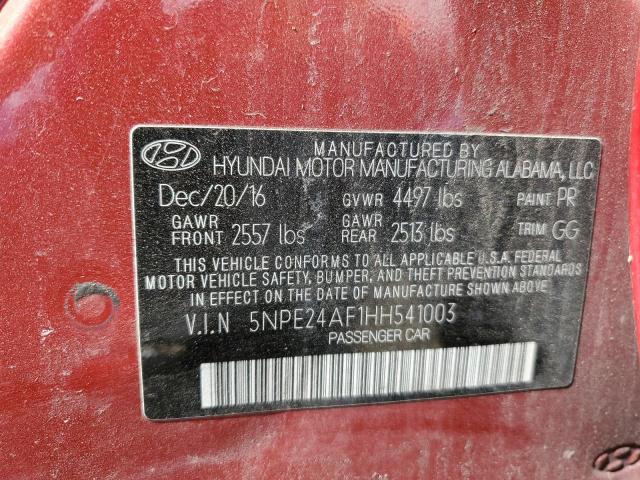 MANUFACTURED BY
HYUNDAI MOTOR MANUFACTURING ALABAMA, LLC
Dec/20/16 GVWR 4497 lbs PAINT PR
GAWR FRONT 2557 lbs GAWR REAR 2513 lbs TRIM GG
THIS VEHICLE CONFORMS TO ALL APPLICABLE U.S.A. FEDERAL
MOTOR VEHICLE SAFETY, BUMPER, AND THEFT PREVENTION STANDARDS
IN EFFECT ON THE DATE OF MANUFACTURE SHOWN ABOVE.
V.I.N 5NPE24AF1HH541003
PASSENGER CAR